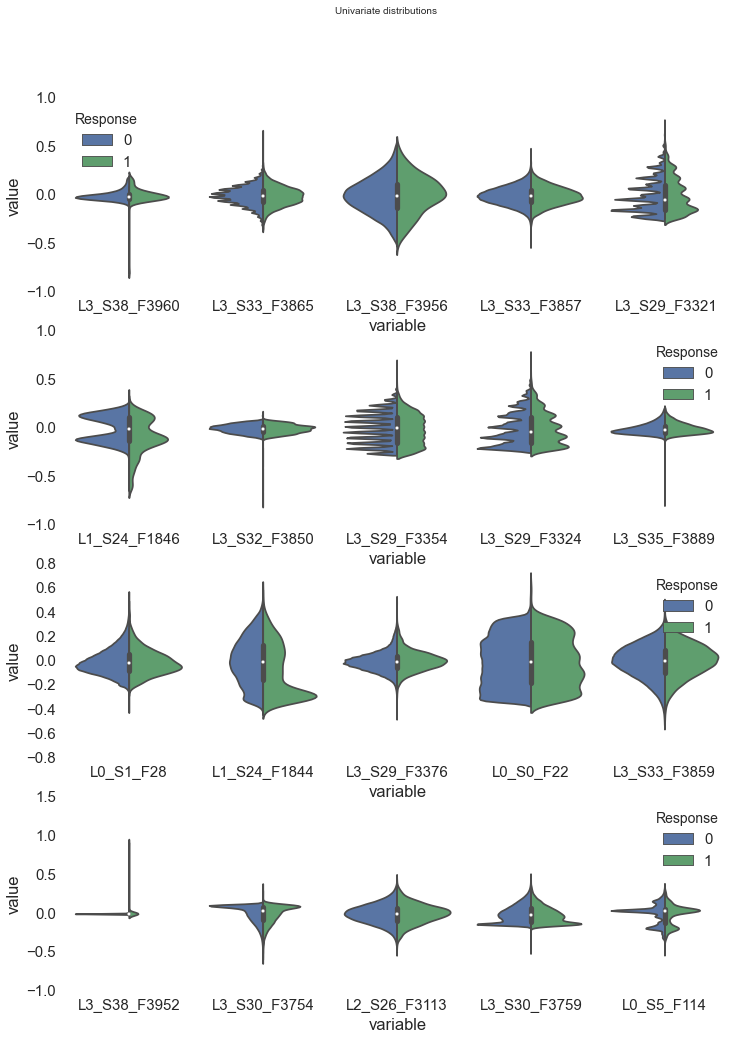 Univariate distributions
1.0
Response
0
0.5
1
0.0
value
−0.5
−1.0
L3_S38_F3960 L3_S33_F3865 L3_S38_F3956 L3_S33_F3857 L3_S29_F3321
variable
1.0
Response
0
0.5
1
0.0
value
−0.5
−1.0
L1_S24_F1846 L3_S32_F3850 L3_S29_F3354 L3_S29_F3324 L3_S35_F3889
variable
0.8
Response
0.6
0
0.4
1
0.2
0.0
value
−0.2
−0.4
−0.6
−0.8
L0_S1_F28 L1_S24_F1844 L3_S29_F3376 L0_S0_F22 L3_S33_F3859
variable
1.5
Response
1.0
0
0.5
1
0.0
value
−0.5
−1.0
L3_S38_F3952 L3_S30_F3754 L2_S26_F3113 L3_S30_F3759 L0_S5_F114
variable